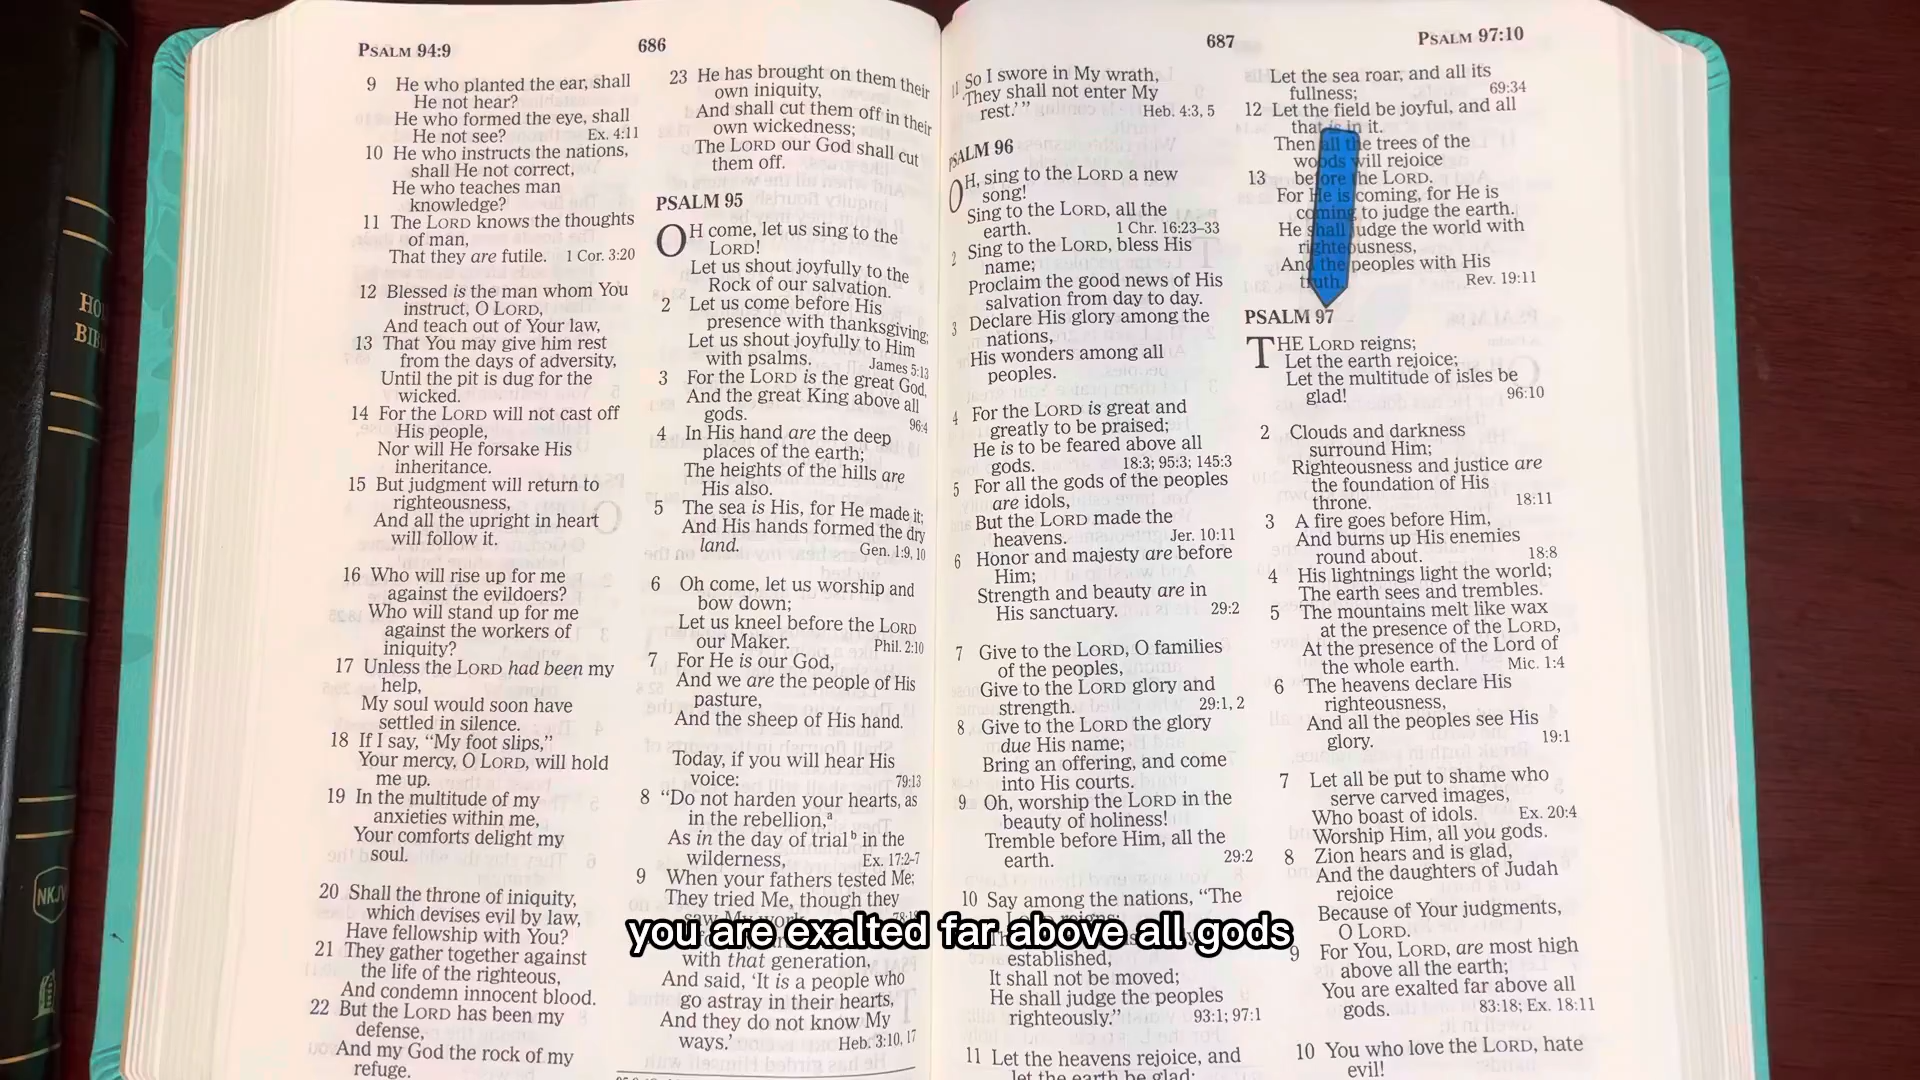 HO
BIB
NKJV
PSALM 94:9
686
9 He who planted the ear, shall
He not hear?
He who formed the eye, shall
He not see? Ex. 4:11
10 He who instructs the nations,
shall He not correct,
He who teaches man
knowledge?
11 The LORD knows the thoughts
of man,
That they are futile. 1 Cor. 3:20
12 Blessed is the man whom You
instruct, O LORD,
And teach out of Your law,
13 That You may give him rest
from the days of adversity,
Until the pit is dug for the
wicked.
14 For the LORD will not cast off
His people,
Nor will He forsake His
inheritance.
15 But judgment will return to
righteousness,
And all the upright in heart
will follow it.
16 Who will rise up for me
against the evildoers?
Who will stand up for me
against the workers of
iniquity?
17 Unless the LORD had been my
help,
My soul would soon have
settled in silence.
18 If I say, “My foot slips,”
Your mercy, O LORD, will hold
me up.
19 In the multitude of my
anxieties within me,
Your comforts delight my
soul.
20 Shall the throne of iniquity,
which devises evil by law,
Have fellowship with You?
21 They gather together against
the life of the righteous,
And condemn innocent blood.
22 But the LORD has been my
defense,
And my God the rock of my
refuge.
23 He has brought on them their
own iniquity,
And shall cut them off in their
own wickedness;
The LORD our God shall cut
them off.
PSALM 95
OH come, let us sing to the
LORD!
Let us shout joyfully to the
Rock of our salvation.
2 Let us come before His
presence with thanksgiving;
Let us shout joyfully to Him
with psalms. James 5:13
3 For the LORD is the great God,
And the great King above all
gods. 96:4
4 In His hand are the deep
places of the earth;
The heights of the hills are
His also.
5 The sea is His, for He made it;
And His hands formed the dry
land. Gen. 1:9, 10
6 Oh come, let us worship and
bow down;
Let us kneel before the LORD
our Maker. Phil. 2:10
7 For He is our God,
And we are the people of His
pasture,
And the sheep of His hand.
Today, if you will hear His
voice: 79:13
8 “Do not harden your hearts, as
in the rebellion,a
As in the day of trialb in the
wilderness, Ex. 17:2–7
9 When your fathers tested Me;
They tried Me, though they
saw My work.
with that generation,
And said, ‘It is a people who
go astray in their hearts,
And they do not know My
ways.’ Heb. 3:10, 17
687
PSALM 97:10
11 So I swore in My wrath,
‘They shall not enter My
rest.’” Heb. 4:3, 5
PSALM 96
OH, sing to the LORD a new
song!
Sing to the LORD, all the
earth. 1 Chr. 16:23–33
2 Sing to the LORD, bless His
name;
Proclaim the good news of His
salvation from day to day.
3 Declare His glory among the
nations,
His wonders among all
peoples.
4 For the LORD is great and
greatly to be praised;
He is to be feared above all
gods. 18:3; 95:3; 145:3
5 For all the gods of the peoples
are idols,
But the LORD made the
heavens. Jer. 10:11
6 Honor and majesty are before
Him;
Strength and beauty are in
His sanctuary. 29:2
7 Give to the LORD, O families
of the peoples,
Give to the LORD glory and
strength. 29:1, 2
8 Give to the LORD the glory
due His name;
Bring an offering, and come
into His courts.
9 Oh, worship the LORD in the
beauty of holiness!
Tremble before Him, all the
earth. 29:2
10 Say among the nations, “The
established;
It shall not be moved;
He shall judge the peoples
righteously.” 93:1; 97:1
11 Let the heavens rejoice, and
let the earth be glad;
Let the sea roar, and all its
fullness; 69:34
12 Let the field be joyful, and all
that is in it.
Then all the trees of the
woods will rejoice
13 before the LORD.
For He is coming, for He is
coming to judge the earth.
He shall judge the world with
righteousness,
And the peoples with His
truth. Rev. 19:11
PSALM 97
THE LORD reigns;
Let the earth rejoice;
Let the multitude of isles be
glad! 96:10
2 Clouds and darkness
surround Him;
Righteousness and justice are
the foundation of His
throne. 18:11
3 A fire goes before Him,
And burns up His enemies
round about. 18:8
4 His lightnings light the world;
The earth sees and trembles.
5 The mountains melt like wax
at the presence of the LORD,
At the presence of the Lord of
the whole earth. Mic. 1:4
6 The heavens declare His
righteousness,
And all the peoples see His
glory. 19:1
7 Let all be put to shame who
serve carved images,
Who boast of idols. Ex. 20:4
Worship Him, all you gods.
8 Zion hears and is glad,
And the daughters of Judah
rejoice
Because of Your judgments,
O LORD.
9 For You, LORD, are most high
above all the earth;
You are exalted far above all
gods. 83:18; Ex. 18:11
10 You who love the LORD, hate
evil!
you are exalted far above all gods